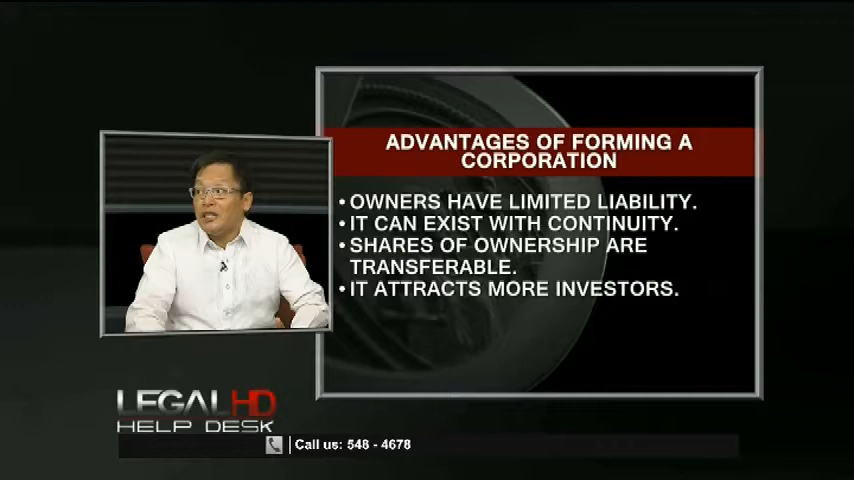 ADVANTAGES OF FORMING A
CORPORATION
• OWNERS HAVE LIMITED LIABILITY.
• IT CAN EXIST WITH CONTINUITY.
• SHARES OF OWNERSHIP ARE
TRANSFERABLE.
• IT ATTRACTS MORE INVESTORS.
LEGAL HD
HELP DESK
Call us: 548 - 4678